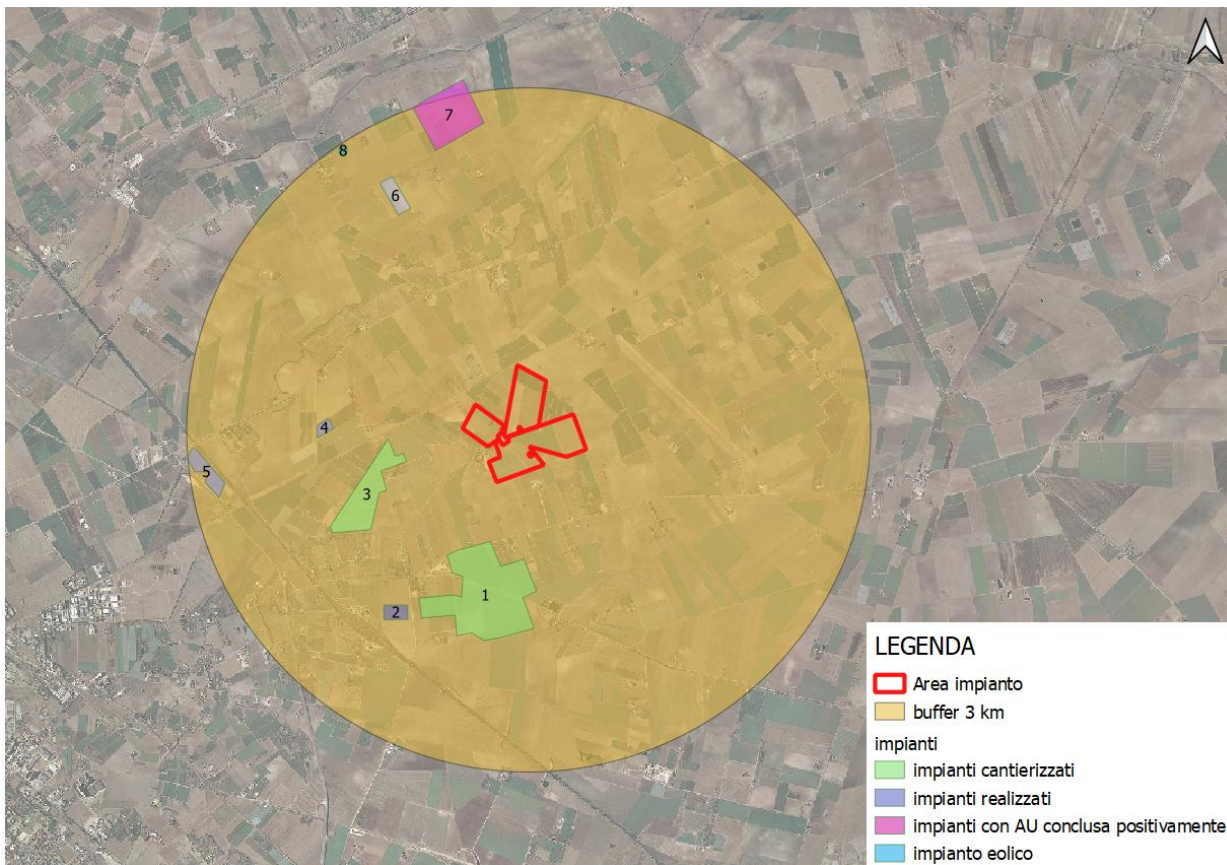 7
8
6
4
5
3
1
2
LEGENDA
Area impianto
buffer 3 km
impianti
impianti cantierizzati
impianti realizzati
impianti con AU conclusa positivamente
impianto eolico